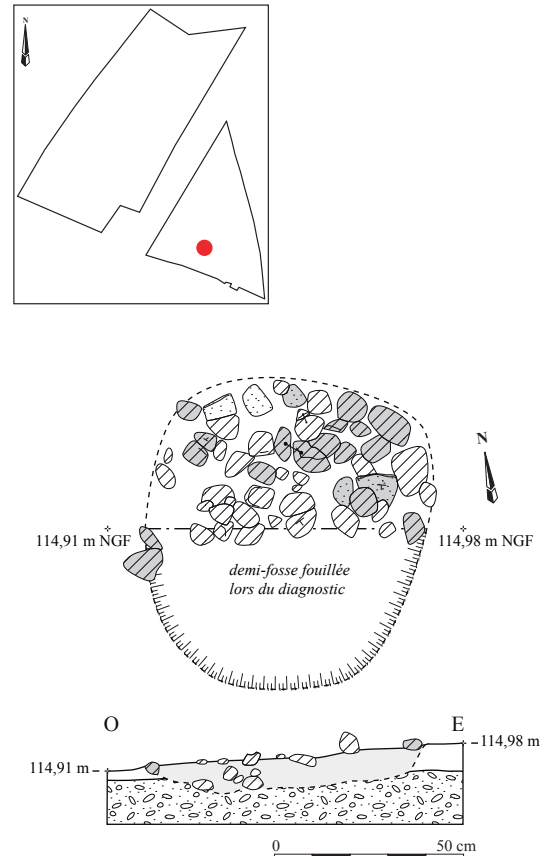 N
N
114,91 m NGF
114,98 m NGF
demi-fosse fouillée
lors du diagnostic
O
E
114,98 m
114,91 m
0
50 cm